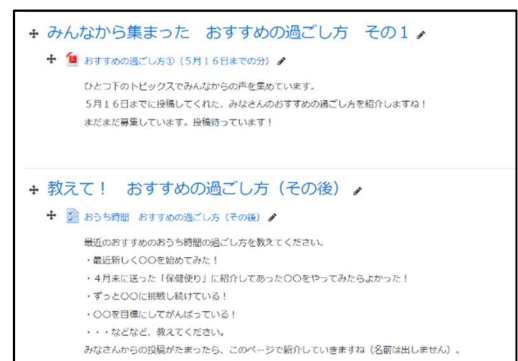 みんなから集まった　おすすめの過ごし方　その１
おすすめの過ごし方①（５月１６日までの分）
ひとつ下のトピックスでみんなからの声を集めています。
５月１６日までに投稿してくれた、みなさんのおすすめの過ごし方を紹介しますね！
まだまだ募集しています。投稿待っています！
教えて！　おすすめの過ごし方（その後）
おうち時間　おすすめの過ごし方（その後）
最近のおすすめのおうち時間の過ごし方を教えてください。
・最近新しく〇〇を始めてみた！
・４月末に送った「保健便り」に紹介してあった〇〇をやってみたらよかった！
・ずっと〇〇に挑戦し続けている！
・〇〇を目標にしてがんばっている！
・・・などなど、教えてください。
みなさんからの投稿がたまったら、このページで紹介していきますね（名前は出しません）。